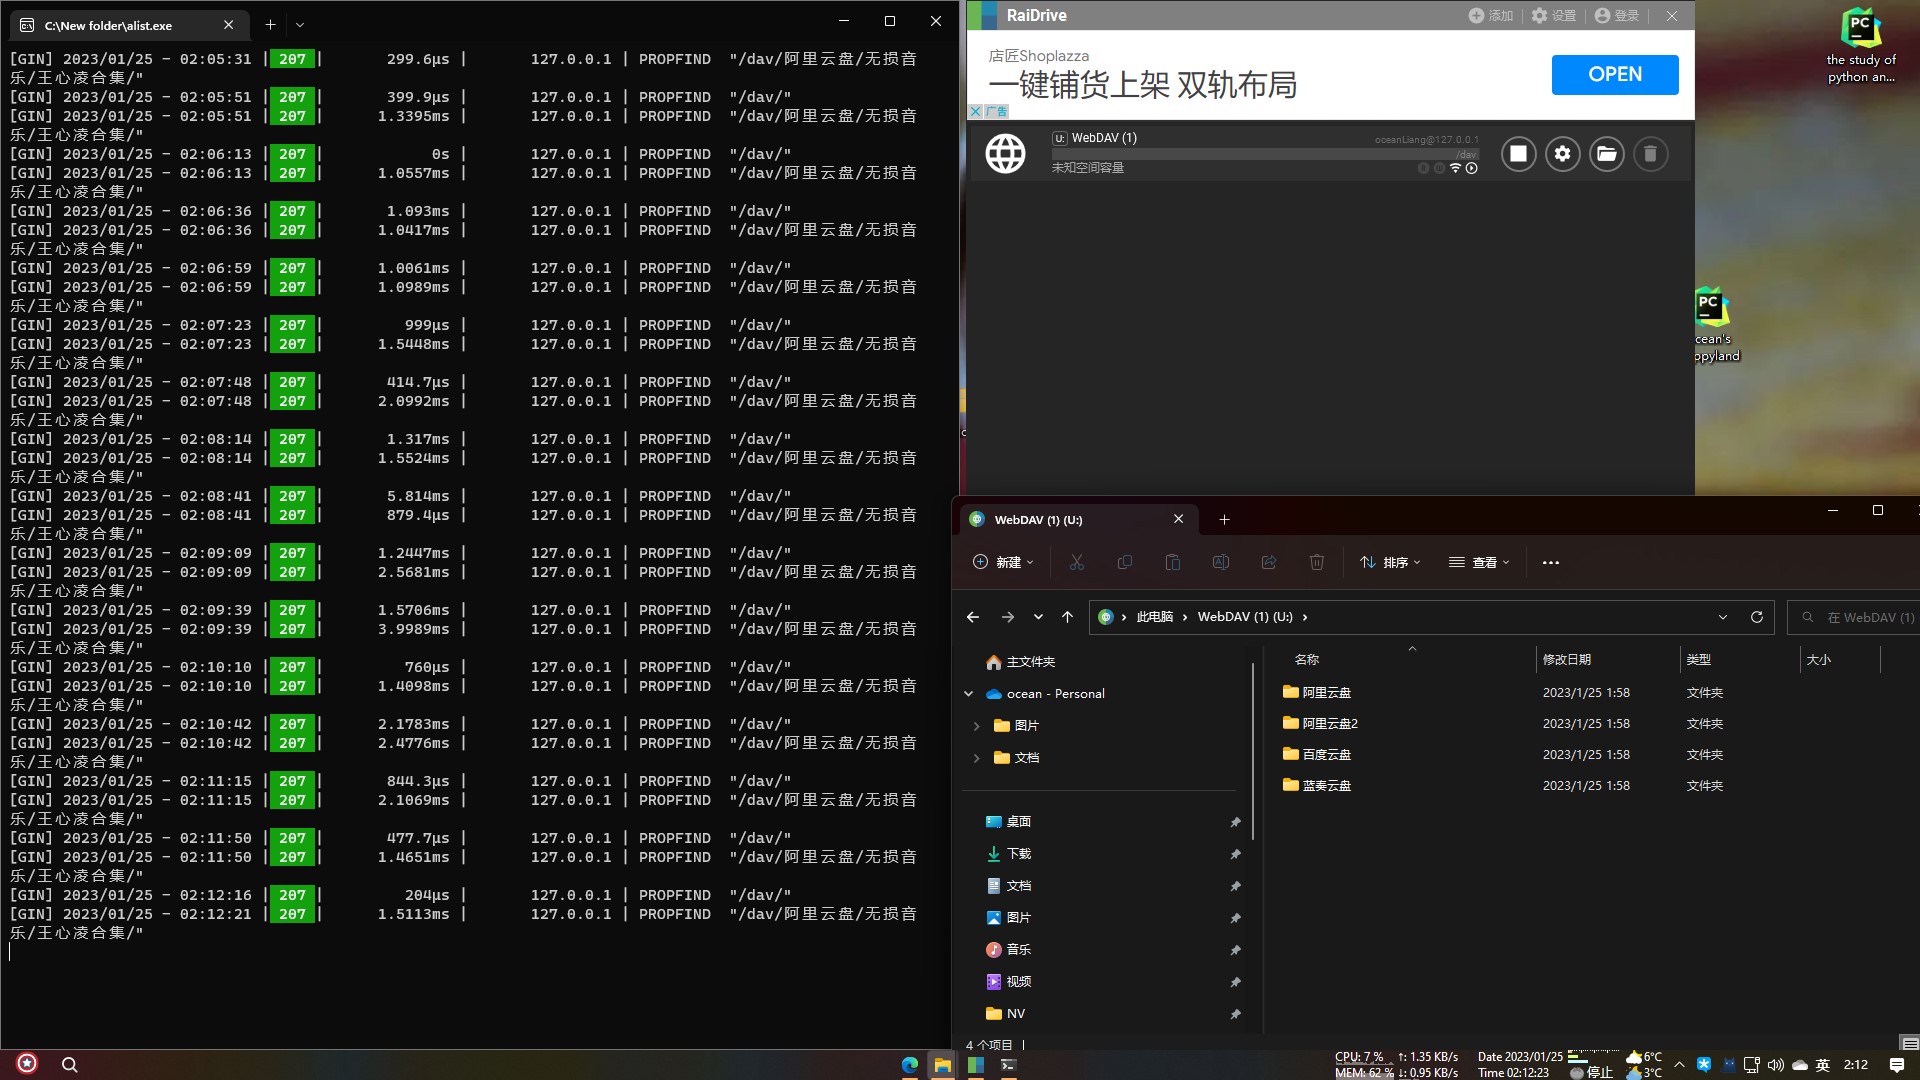 C:\New folder\alist.exe
[GIN] 2023/01/25 - 02:05:31 | 207 | 299.6µs | 127.0.0.1 | PROPFIND "/dav/阿里云盘/无损音
乐/王心凌合集/"
[GIN] 2023/01/25 - 02:05:51 | 207 | 399.9µs | 127.0.0.1 | PROPFIND "/dav/"
[GIN] 2023/01/25 - 02:05:51 | 207 | 1.3395ms | 127.0.0.1 | PROPFIND "/dav/阿里云盘/无损音
乐/王心凌合集/"
[GIN] 2023/01/25 - 02:06:13 | 207 | 0s | 127.0.0.1 | PROPFIND "/dav/"
[GIN] 2023/01/25 - 02:06:13 | 207 | 1.0557ms | 127.0.0.1 | PROPFIND "/dav/阿里云盘/无损音
乐/王心凌合集/"
[GIN] 2023/01/25 - 02:06:36 | 207 | 1.093ms | 127.0.0.1 | PROPFIND "/dav/"
[GIN] 2023/01/25 - 02:06:36 | 207 | 1.0417ms | 127.0.0.1 | PROPFIND "/dav/阿里云盘/无损音
乐/王心凌合集/"
[GIN] 2023/01/25 - 02:06:59 | 207 | 1.0061ms | 127.0.0.1 | PROPFIND "/dav/"
[GIN] 2023/01/25 - 02:06:59 | 207 | 1.0989ms | 127.0.0.1 | PROPFIND "/dav/阿里云盘/无损音
乐/王心凌合集/"
[GIN] 2023/01/25 - 02:07:23 | 207 | 999µs | 127.0.0.1 | PROPFIND "/dav/"
[GIN] 2023/01/25 - 02:07:23 | 207 | 1.5448ms | 127.0.0.1 | PROPFIND "/dav/阿里云盘/无损音
乐/王心凌合集/"
[GIN] 2023/01/25 - 02:07:48 | 207 | 414.7µs | 127.0.0.1 | PROPFIND "/dav/"
[GIN] 2023/01/25 - 02:07:48 | 207 | 2.0992ms | 127.0.0.1 | PROPFIND "/dav/阿里云盘/无损音
乐/王心凌合集/"
[GIN] 2023/01/25 - 02:08:14 | 207 | 1.317ms | 127.0.0.1 | PROPFIND "/dav/"
[GIN] 2023/01/25 - 02:08:14 | 207 | 1.5524ms | 127.0.0.1 | PROPFIND "/dav/阿里云盘/无损音
乐/王心凌合集/"
[GIN] 2023/01/25 - 02:08:41 | 207 | 5.814ms | 127.0.0.1 | PROPFIND "/dav/"
[GIN] 2023/01/25 - 02:08:41 | 207 | 879.4µs | 127.0.0.1 | PROPFIND "/dav/阿里云盘/无损音
乐/王心凌合集/"
[GIN] 2023/01/25 - 02:09:09 | 207 | 1.2447ms | 127.0.0.1 | PROPFIND "/dav/"
[GIN] 2023/01/25 - 02:09:09 | 207 | 2.5681ms | 127.0.0.1 | PROPFIND "/dav/阿里云盘/无损音
乐/王心凌合集/"
[GIN] 2023/01/25 - 02:09:39 | 207 | 1.5706ms | 127.0.0.1 | PROPFIND "/dav/"
[GIN] 2023/01/25 - 02:09:39 | 207 | 3.9989ms | 127.0.0.1 | PROPFIND "/dav/阿里云盘/无损音
乐/王心凌合集/"
[GIN] 2023/01/25 - 02:10:10 | 207 | 760µs | 127.0.0.1 | PROPFIND "/dav/"
[GIN] 2023/01/25 - 02:10:10 | 207 | 1.4098ms | 127.0.0.1 | PROPFIND "/dav/阿里云盘/无损音
乐/王心凌合集/"
[GIN] 2023/01/25 - 02:10:42 | 207 | 2.1783ms | 127.0.0.1 | PROPFIND "/dav/"
[GIN] 2023/01/25 - 02:10:42 | 207 | 2.4776ms | 127.0.0.1 | PROPFIND "/dav/阿里云盘/无损音
乐/王心凌合集/"
[GIN] 2023/01/25 - 02:11:15 | 207 | 844.3µs | 127.0.0.1 | PROPFIND "/dav/"
[GIN] 2023/01/25 - 02:11:15 | 207 | 2.1069ms | 127.0.0.1 | PROPFIND "/dav/阿里云盘/无损音
乐/王心凌合集/"
[GIN] 2023/01/25 - 02:11:50 | 207 | 477.7µs | 127.0.0.1 | PROPFIND "/dav/"
[GIN] 2023/01/25 - 02:11:50 | 207 | 1.4651ms | 127.0.0.1 | PROPFIND "/dav/阿里云盘/无损音
乐/王心凌合集/"
[GIN] 2023/01/25 - 02:12:16 | 207 | 204µs | 127.0.0.1 | PROPFIND "/dav/"
[GIN] 2023/01/25 - 02:12:21 | 207 | 1.5113ms | 127.0.0.1 | PROPFIND "/dav/阿里云盘/无损音
乐/王心凌合集/"
RaiDrive 添加 设置 登录
店匠Shoplazza
一键铺货上架 双轨布局
OPEN
广告
U: WebDAV (1) oceanLiang@127.0.0.1
/dav
未知空间容量
PC
the study of
python an...
PC
cean's
ppyland
WebDAV (1) (U:)
新建 排序 查看
此电脑 WebDAV (1) (U:) 在 WebDAV (1)
名称 修改日期 类型 大小
主文件夹
ocean - Personal
图片
文档
桌面
下载
文档
图片
音乐
视频
NV
阿里云盘 2023/1/25 1:58 文件夹
阿里云盘2 2023/1/25 1:58 文件夹
百度云盘 2023/1/25 1:58 文件夹
蓝奏云盘 2023/1/25 1:58 文件夹
4 个项目
CPU: 7 % ↑: 1.35 KB/s Date 2023/01/25 6°C
MEM: 62 % ↓: 0.95 KB/s Time 02:12:23 停止 3°C
英 2:12